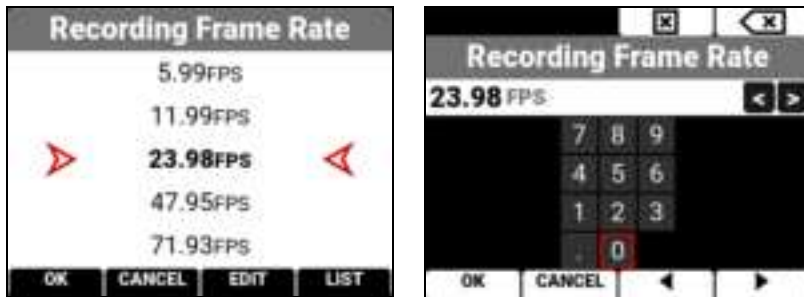 Recording Frame Rate
5.99FPS
11.99FPS
23.98FPS
47.95FPS
71.93FPS
OK CANCEL EDIT LIST
Recording Frame Rate
23.98 FPS < >
7 8 9
4 5 6
1 2 3
. 0
OK CANCEL